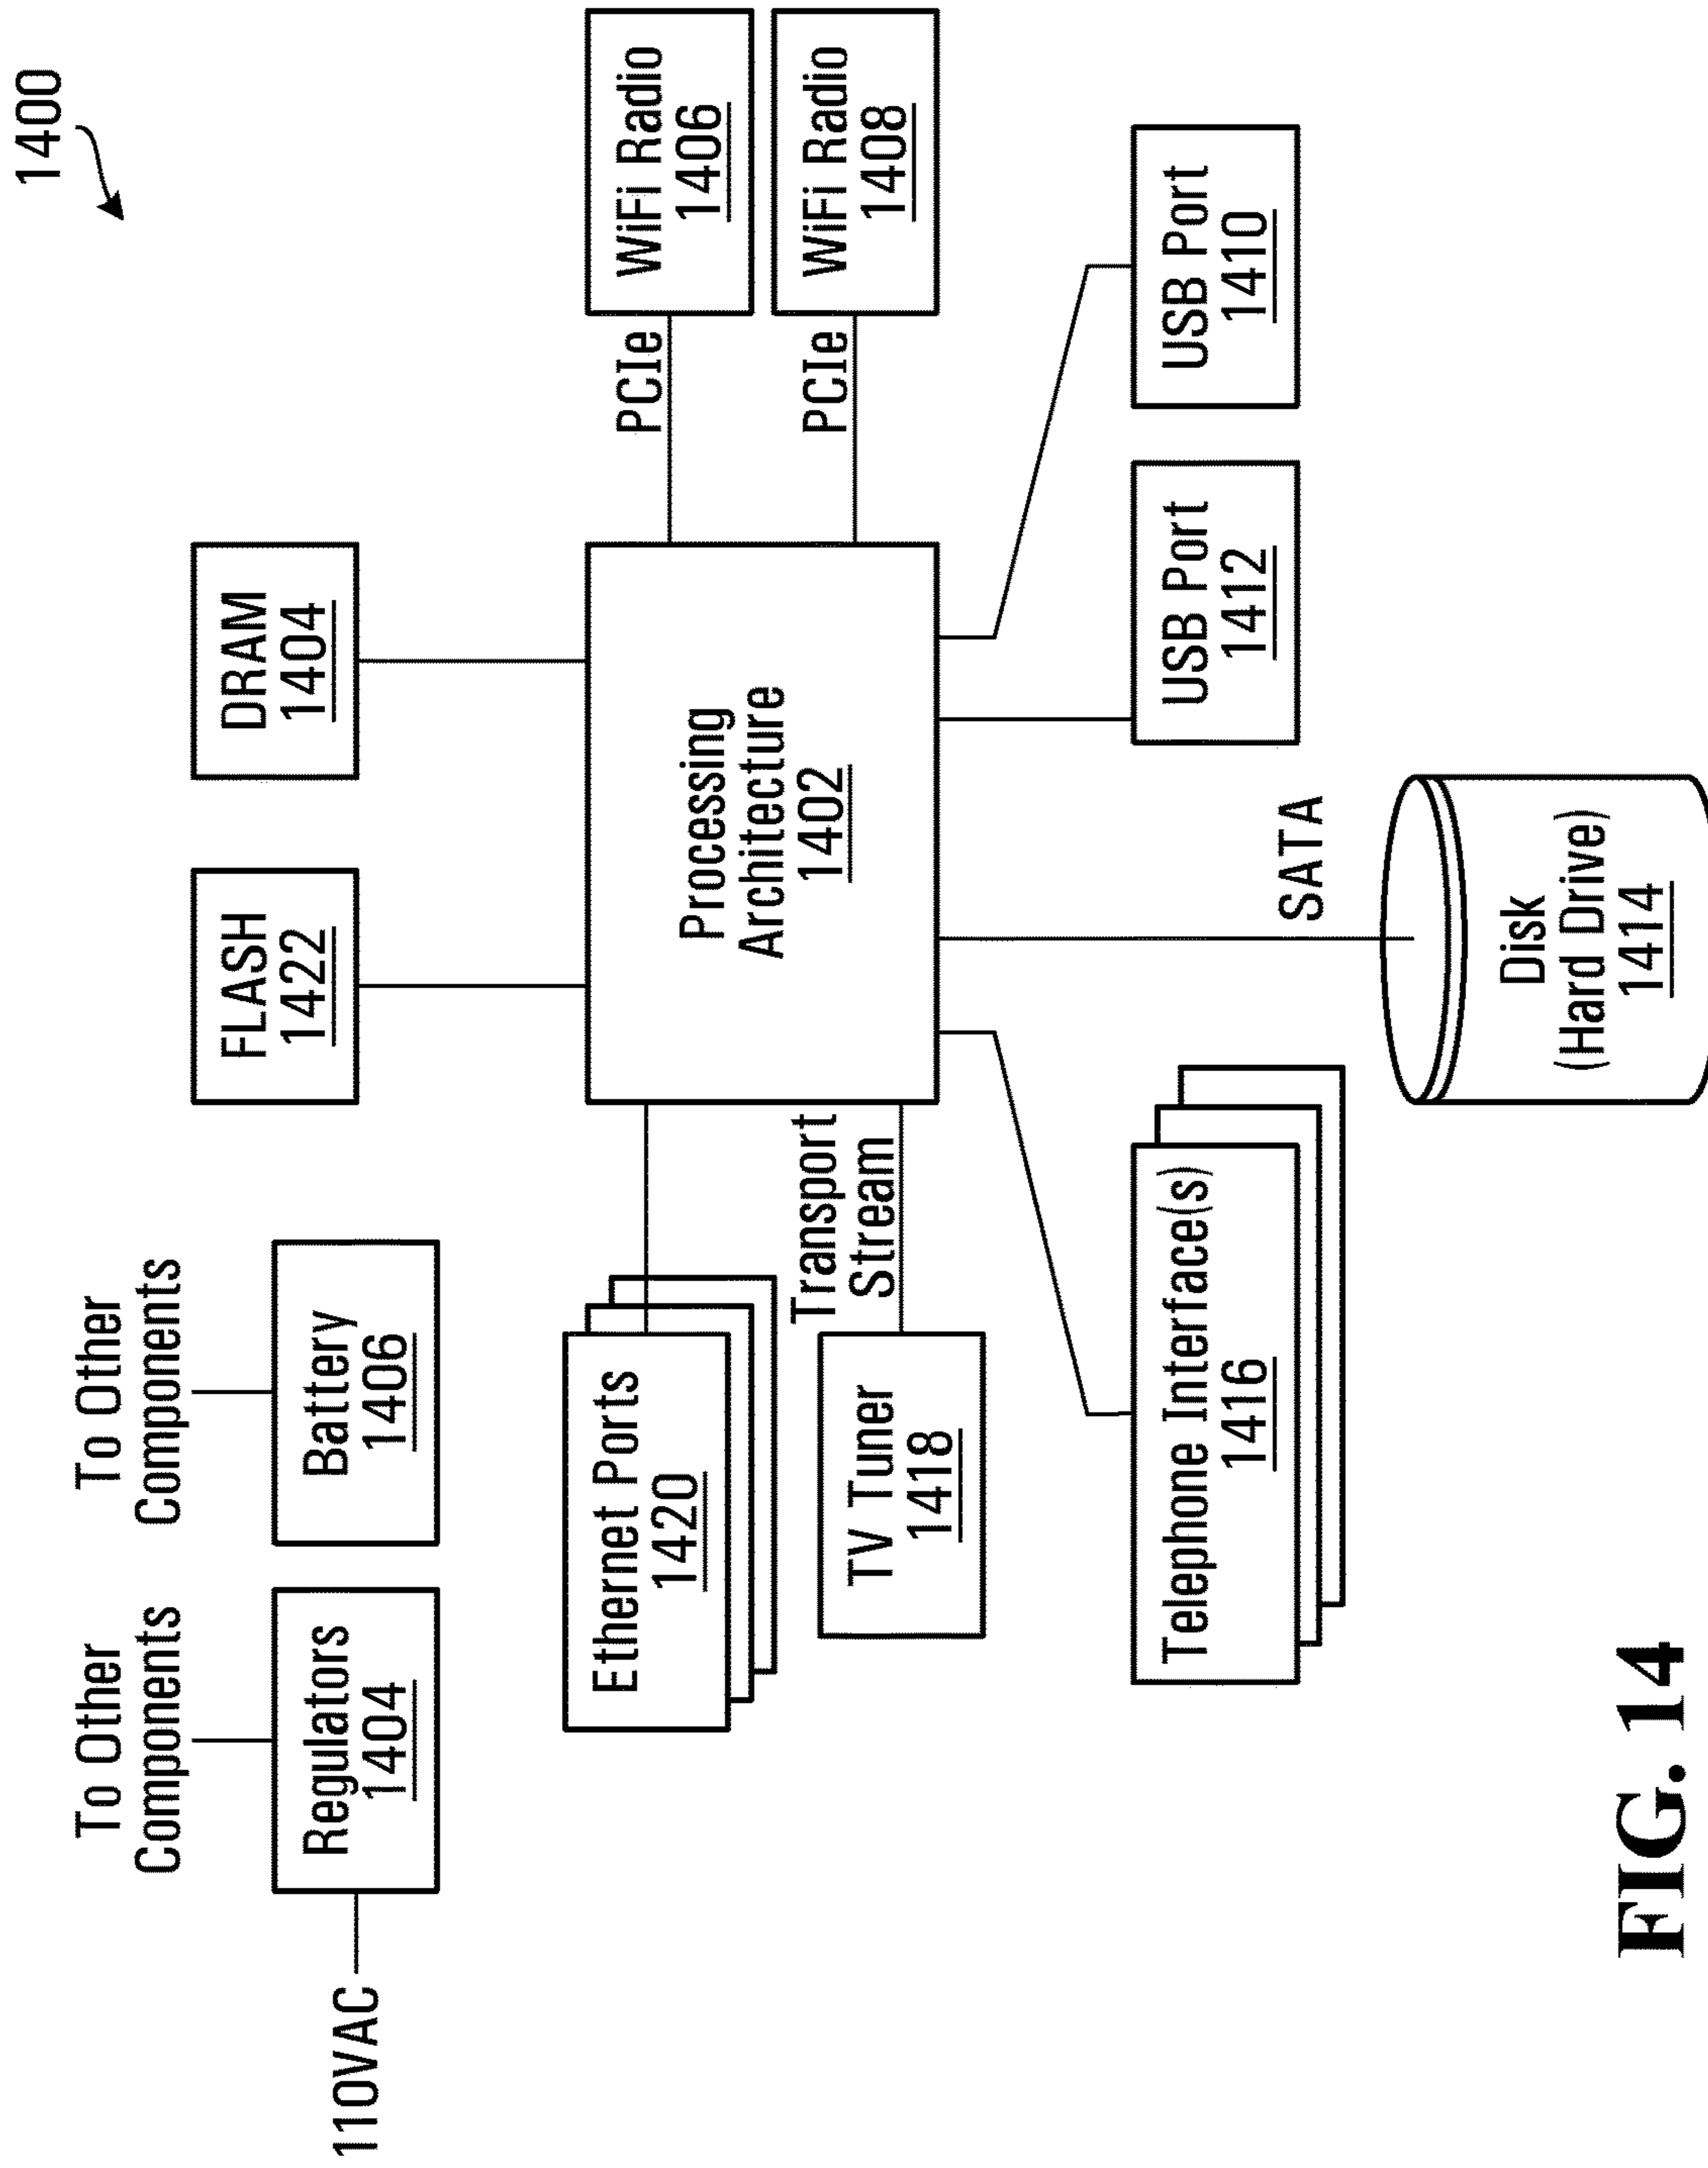 1400
To Other
Components
To Other
Components
110VAC
Regulators
1404
Battery
1406
FLASH
1422
DRAM
1404
Ethernet Ports
1420
TV Tuner
1418
Transport
Stream
Processing
Architecture
1402
PCIe
WiFi Radio
1406
PCIe
WiFi Radio
1408
Telephone Interface(s)
1416
SATA
Disk
(Hard Drive)
1414
USB Port
1412
USB Port
1410
FIG. 14